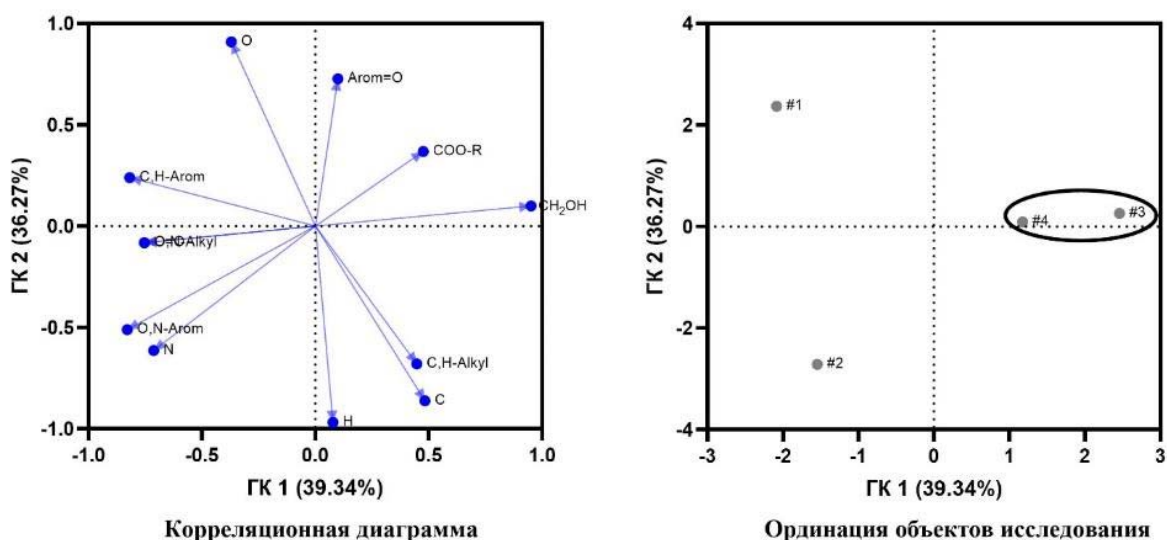 1.0
0.5
0.0
-0.5
-1.0
-1.0
-0.5
0.0
0.5
1.0
ГК 2 (36.27%)
ГК 1 (39.34%)
O
Arom=O
COO-R
C,H-Arom
CH₂OH
O,N-Arom
N
C,H-Alkyl
C
H
Корреляционная диаграмма
4
2
0
-2
-4
-3
-2
-1
0
1
2
3
ГК 2 (36.27%)
ГК 1 (39.34%)
#1
#3
#4
#2
Ординация объектов исследования